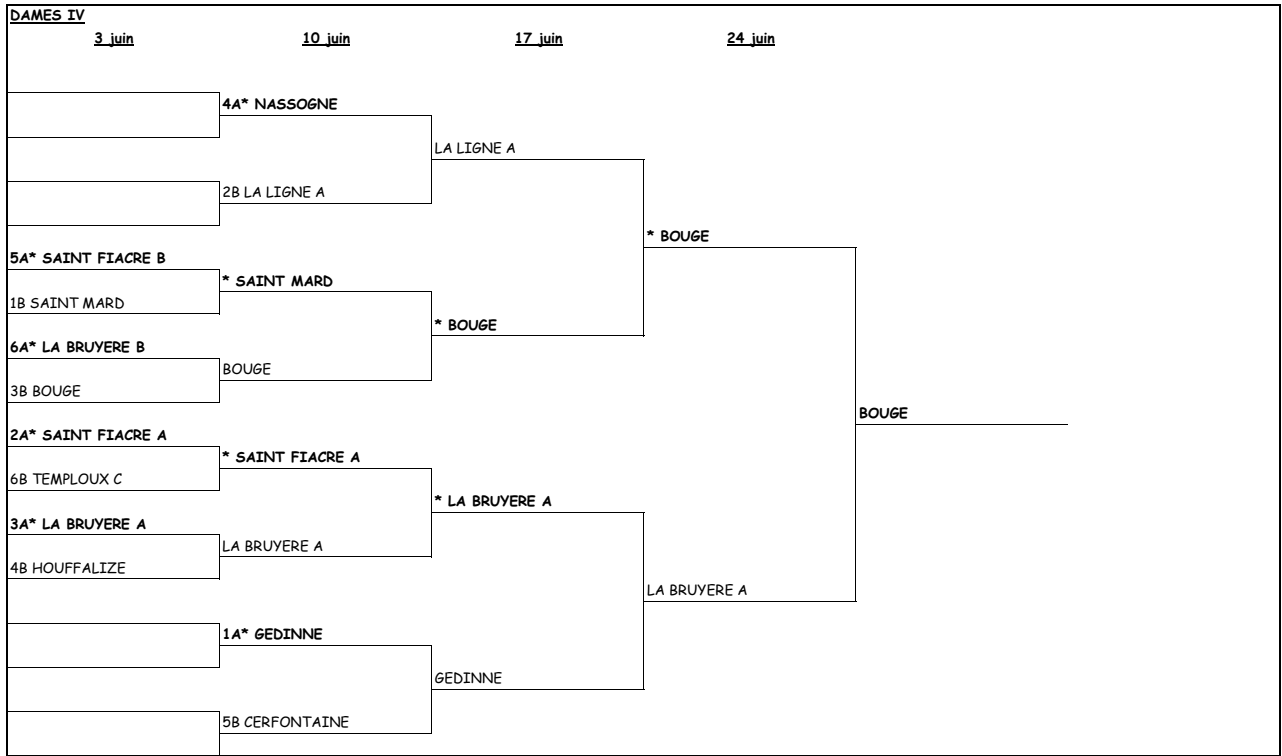 DAMES IV
3 juin 10 juin 17 juin 24 juin
4A* NASSOGNE
LA LIGNE A
2B LA LIGNE A
* BOUGE
5A* SAINT FIACRE B
* SAINT MARD
1B SAINT MARD
* BOUGE
6A* LA BRUYERE B
BOUGE
3B BOUGE
BOUGE
2A* SAINT FIACRE A
* SAINT FIACRE A
6B TEMPLOUX C
* LA BRUYERE A
3A* LA BRUYERE A
LA BRUYERE A
4B HOUFFALIZE
LA BRUYERE A
1A* GEDINNE
GEDINNE
5B CERFONTAINE